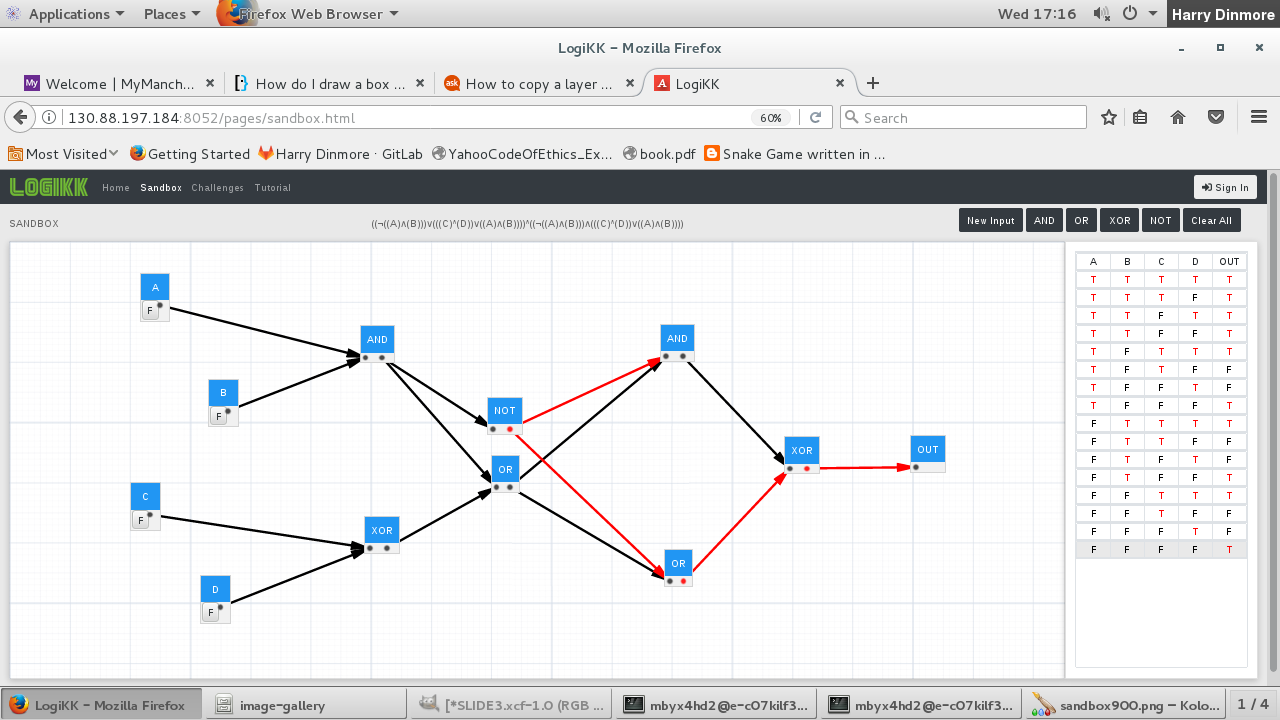 Applications Places Firefox Web Browser Wed 17:16 Harry Dinmore
LogiKK – Mozilla Firefox
My Welcome | MyManch... How do I draw a box ... ask How to copy a layer ... LogiKK
130.88.197.184:8052/pages/sandbox.html 60% Search
Most Visited Getting Started Harry Dinmore · GitLab YahooCodeOfEthics_Ex... book.pdf Snake Game written in ...
LOGIKK Home Sandbox Challenges Tutorial Sign In
SANDBOX ((¬((A)∧(B)))v(((C)^(D))v((A)∧(B))))^((¬((A)∧(B)))∧(((C)^(D))v((A)∧(B)))) New Input AND OR XOR NOT Clear All
A
F
B
F
C
F
D
F
AND
XOR
NOT
OR
AND
OR
XOR
OUT
A B C D OUT
T T T T T
T T T F T
T T F T T
T T F F T
T F T T T
T F T F F
T F F T F
T F F F T
F T T T T
F T T F F
F T F T F
F T F F T
F F T T T
F F T F F
F F F T F
F F F F T
LogiKK – Mozilla Firefox image-gallery [*SLIDE3.xcf-1.0 (RGB ... mbyx4hd2@e-c07kilf3... mbyx4hd2@e-c07kilf3... sandbox900.png — Kolo... 1 / 4